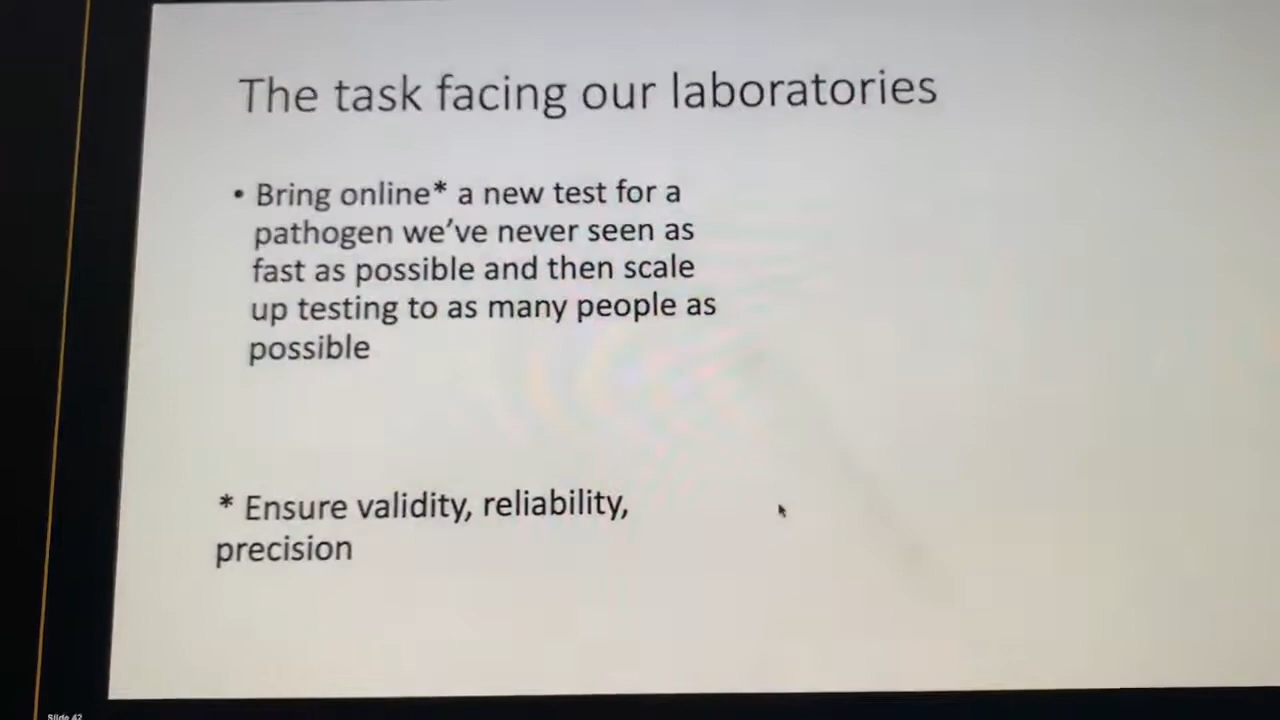 The task facing our laboratories
• Bring online* a new test for a
pathogen we've never seen as
fast as possible and then scale
up testing to as many people as
possible
* Ensure validity, reliability,
precision
Slide 42